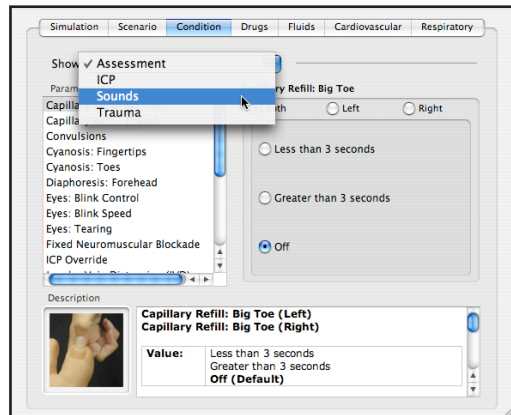 Simulation Scenario Condition Drugs Fluids Cardiovascular Respiratory
Show ✓ Assessment
ICP
Sounds
Trauma
Capillary Refill: Big Toe
Left Right
Convulsions
Cyanosis: Fingertips
Cyanosis: Toes
Diaphoresis: Forehead
Eyes: Blink Control
Eyes: Blink Speed
Eyes: Tearing
Fixed Neuromuscular Blockade
ICP Override
Less than 3 seconds
Greater than 3 seconds
Off
Description
Capillary Refill: Big Toe (Left)
Capillary Refill: Big Toe (Right)
Value: Less than 3 seconds
Greater than 3 seconds
Off (Default)